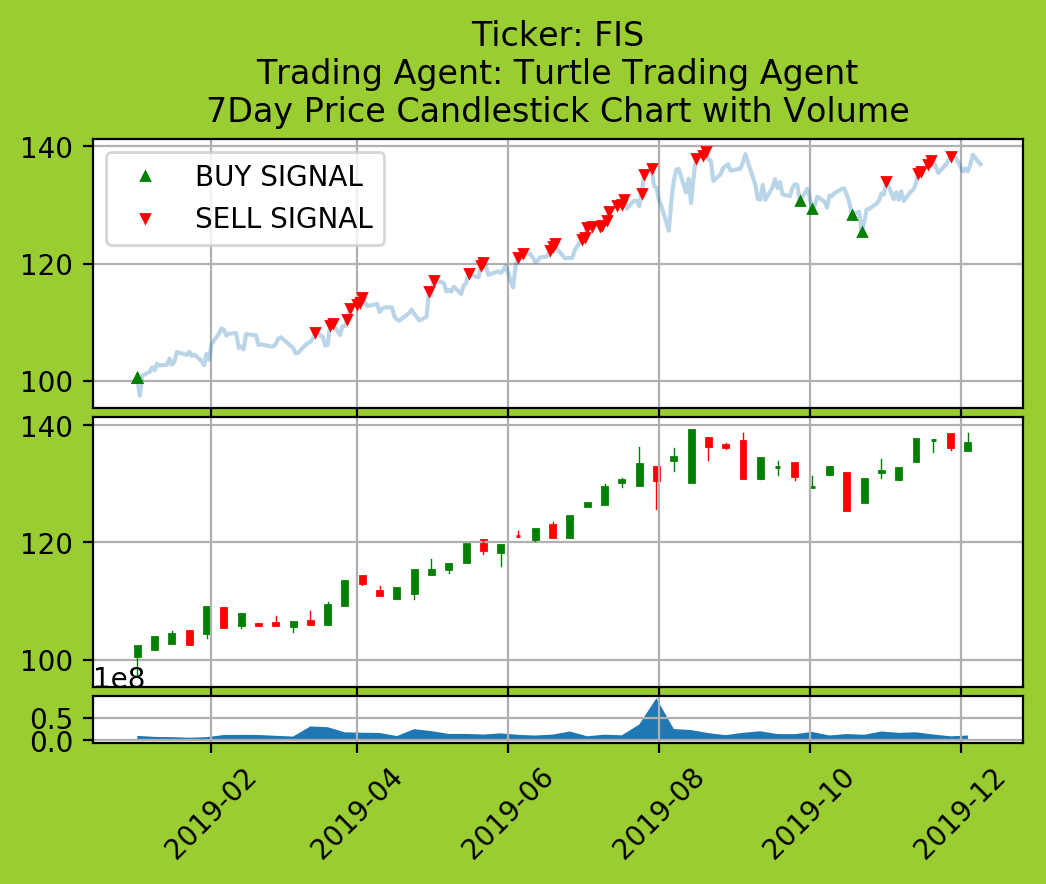 Ticker: FIS
Trading Agent: Turtle Trading Agent
7Day Price Candlestick Chart with Volume
140
120
100
BUY SIGNAL
SELL SIGNAL
140
120
100
1e8
0.5
0.0
2019-02
2019-04
2019-06
2019-08
2019-10
2019-12